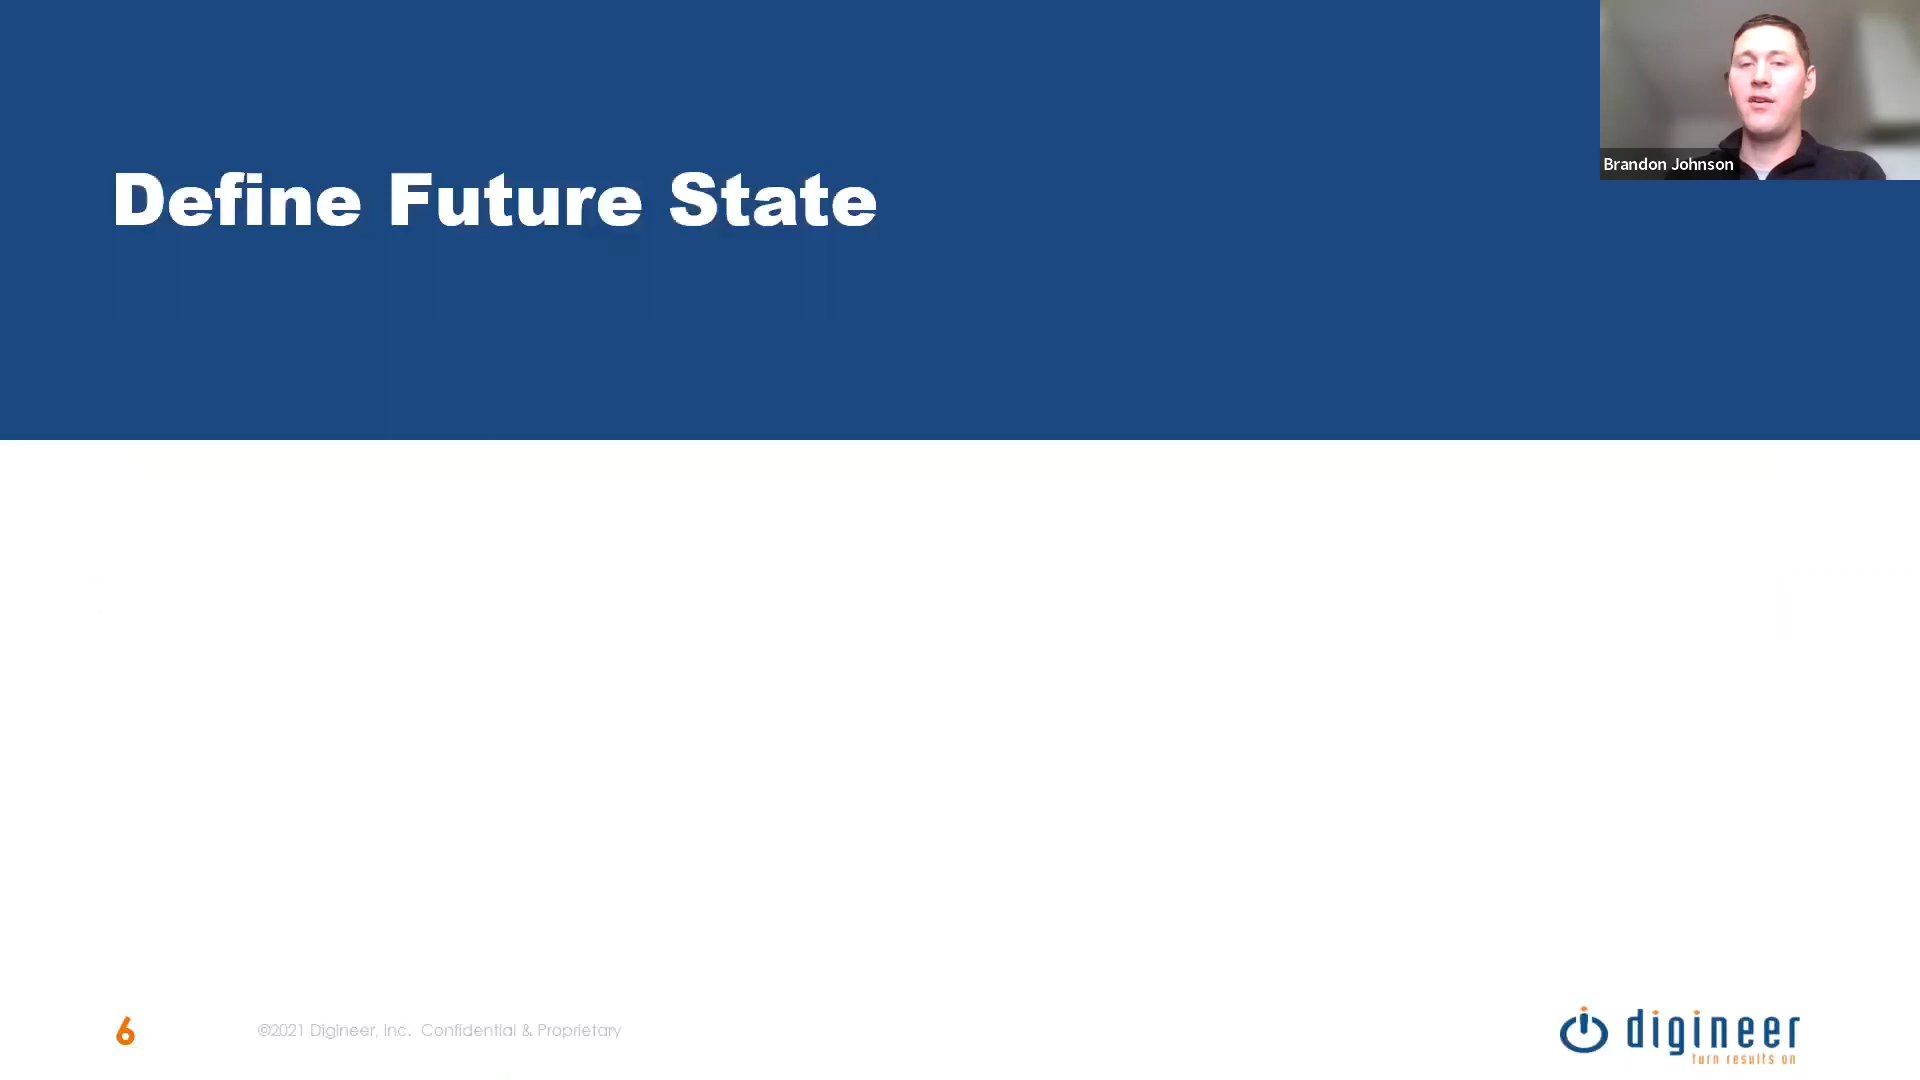 Brandon Johnson
Define Future State
6
©2021 Digineer, Inc. Confidential & Proprietary
digineer
turn results on